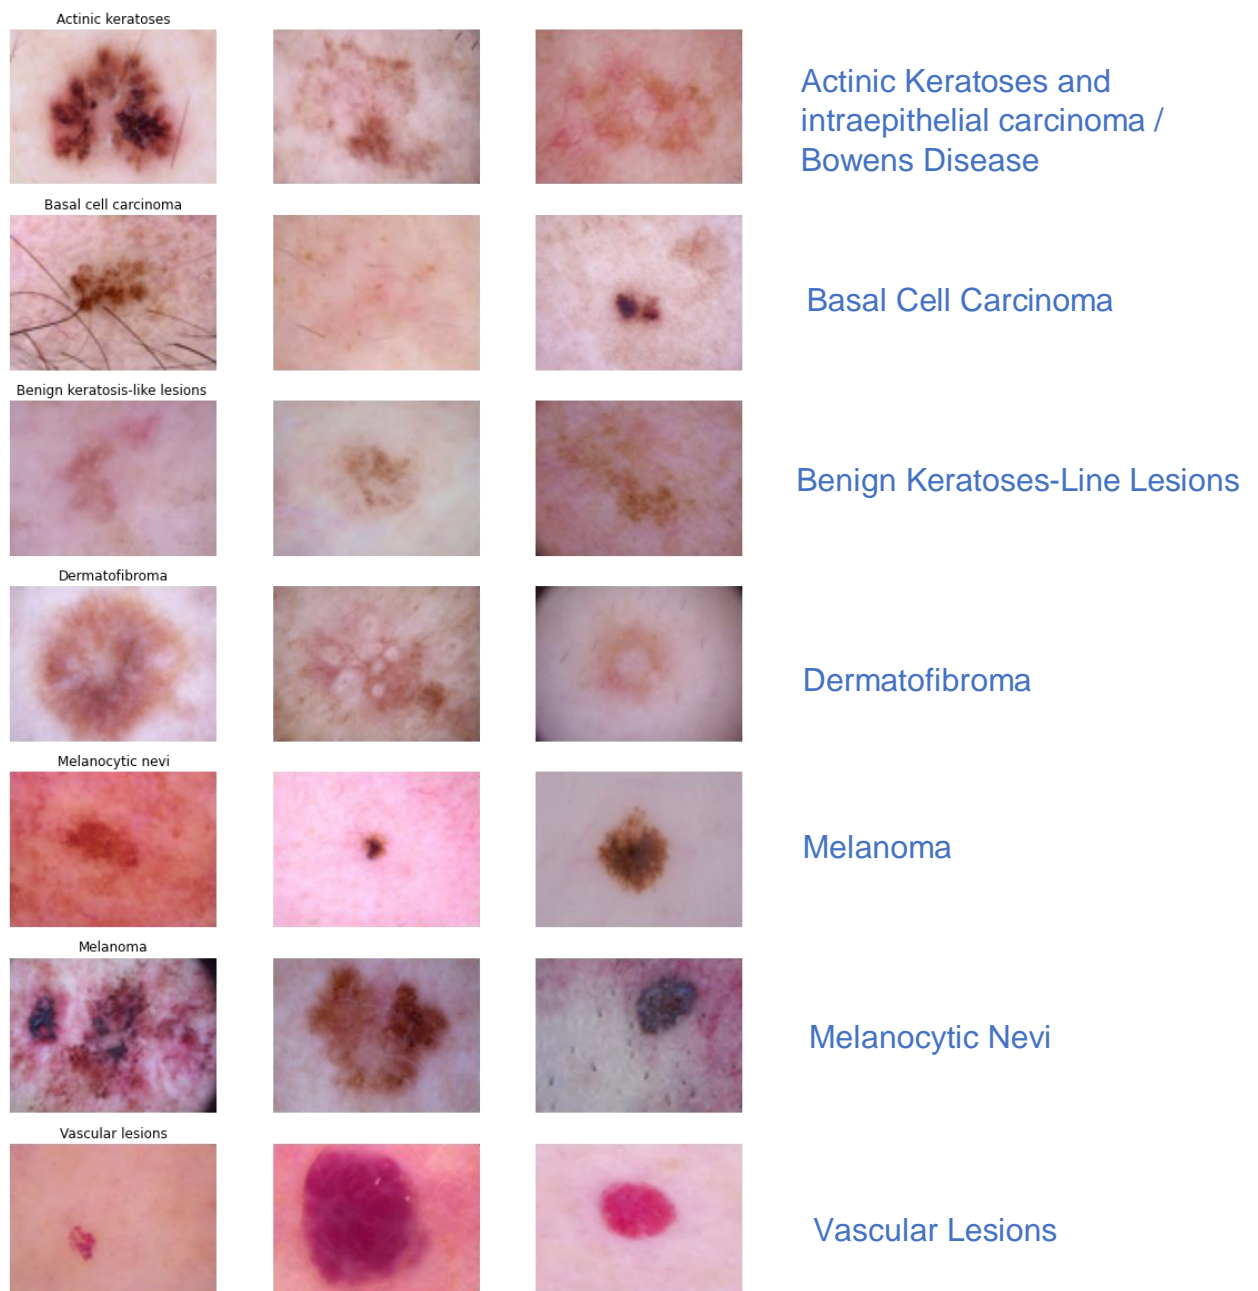 Actinic keratoses
Actinic Keratoses and
intraepithelial carcinoma /
Bowens Disease
Basal cell carcinoma
Basal Cell Carcinoma
Benign keratosis-like lesions
Benign Keratoses-Line Lesions
Dermatofibroma
Dermatofibroma
Melanocytic nevi
Melanoma
Melanoma
Melanocytic Nevi
Vascular lesions
Vascular Lesions